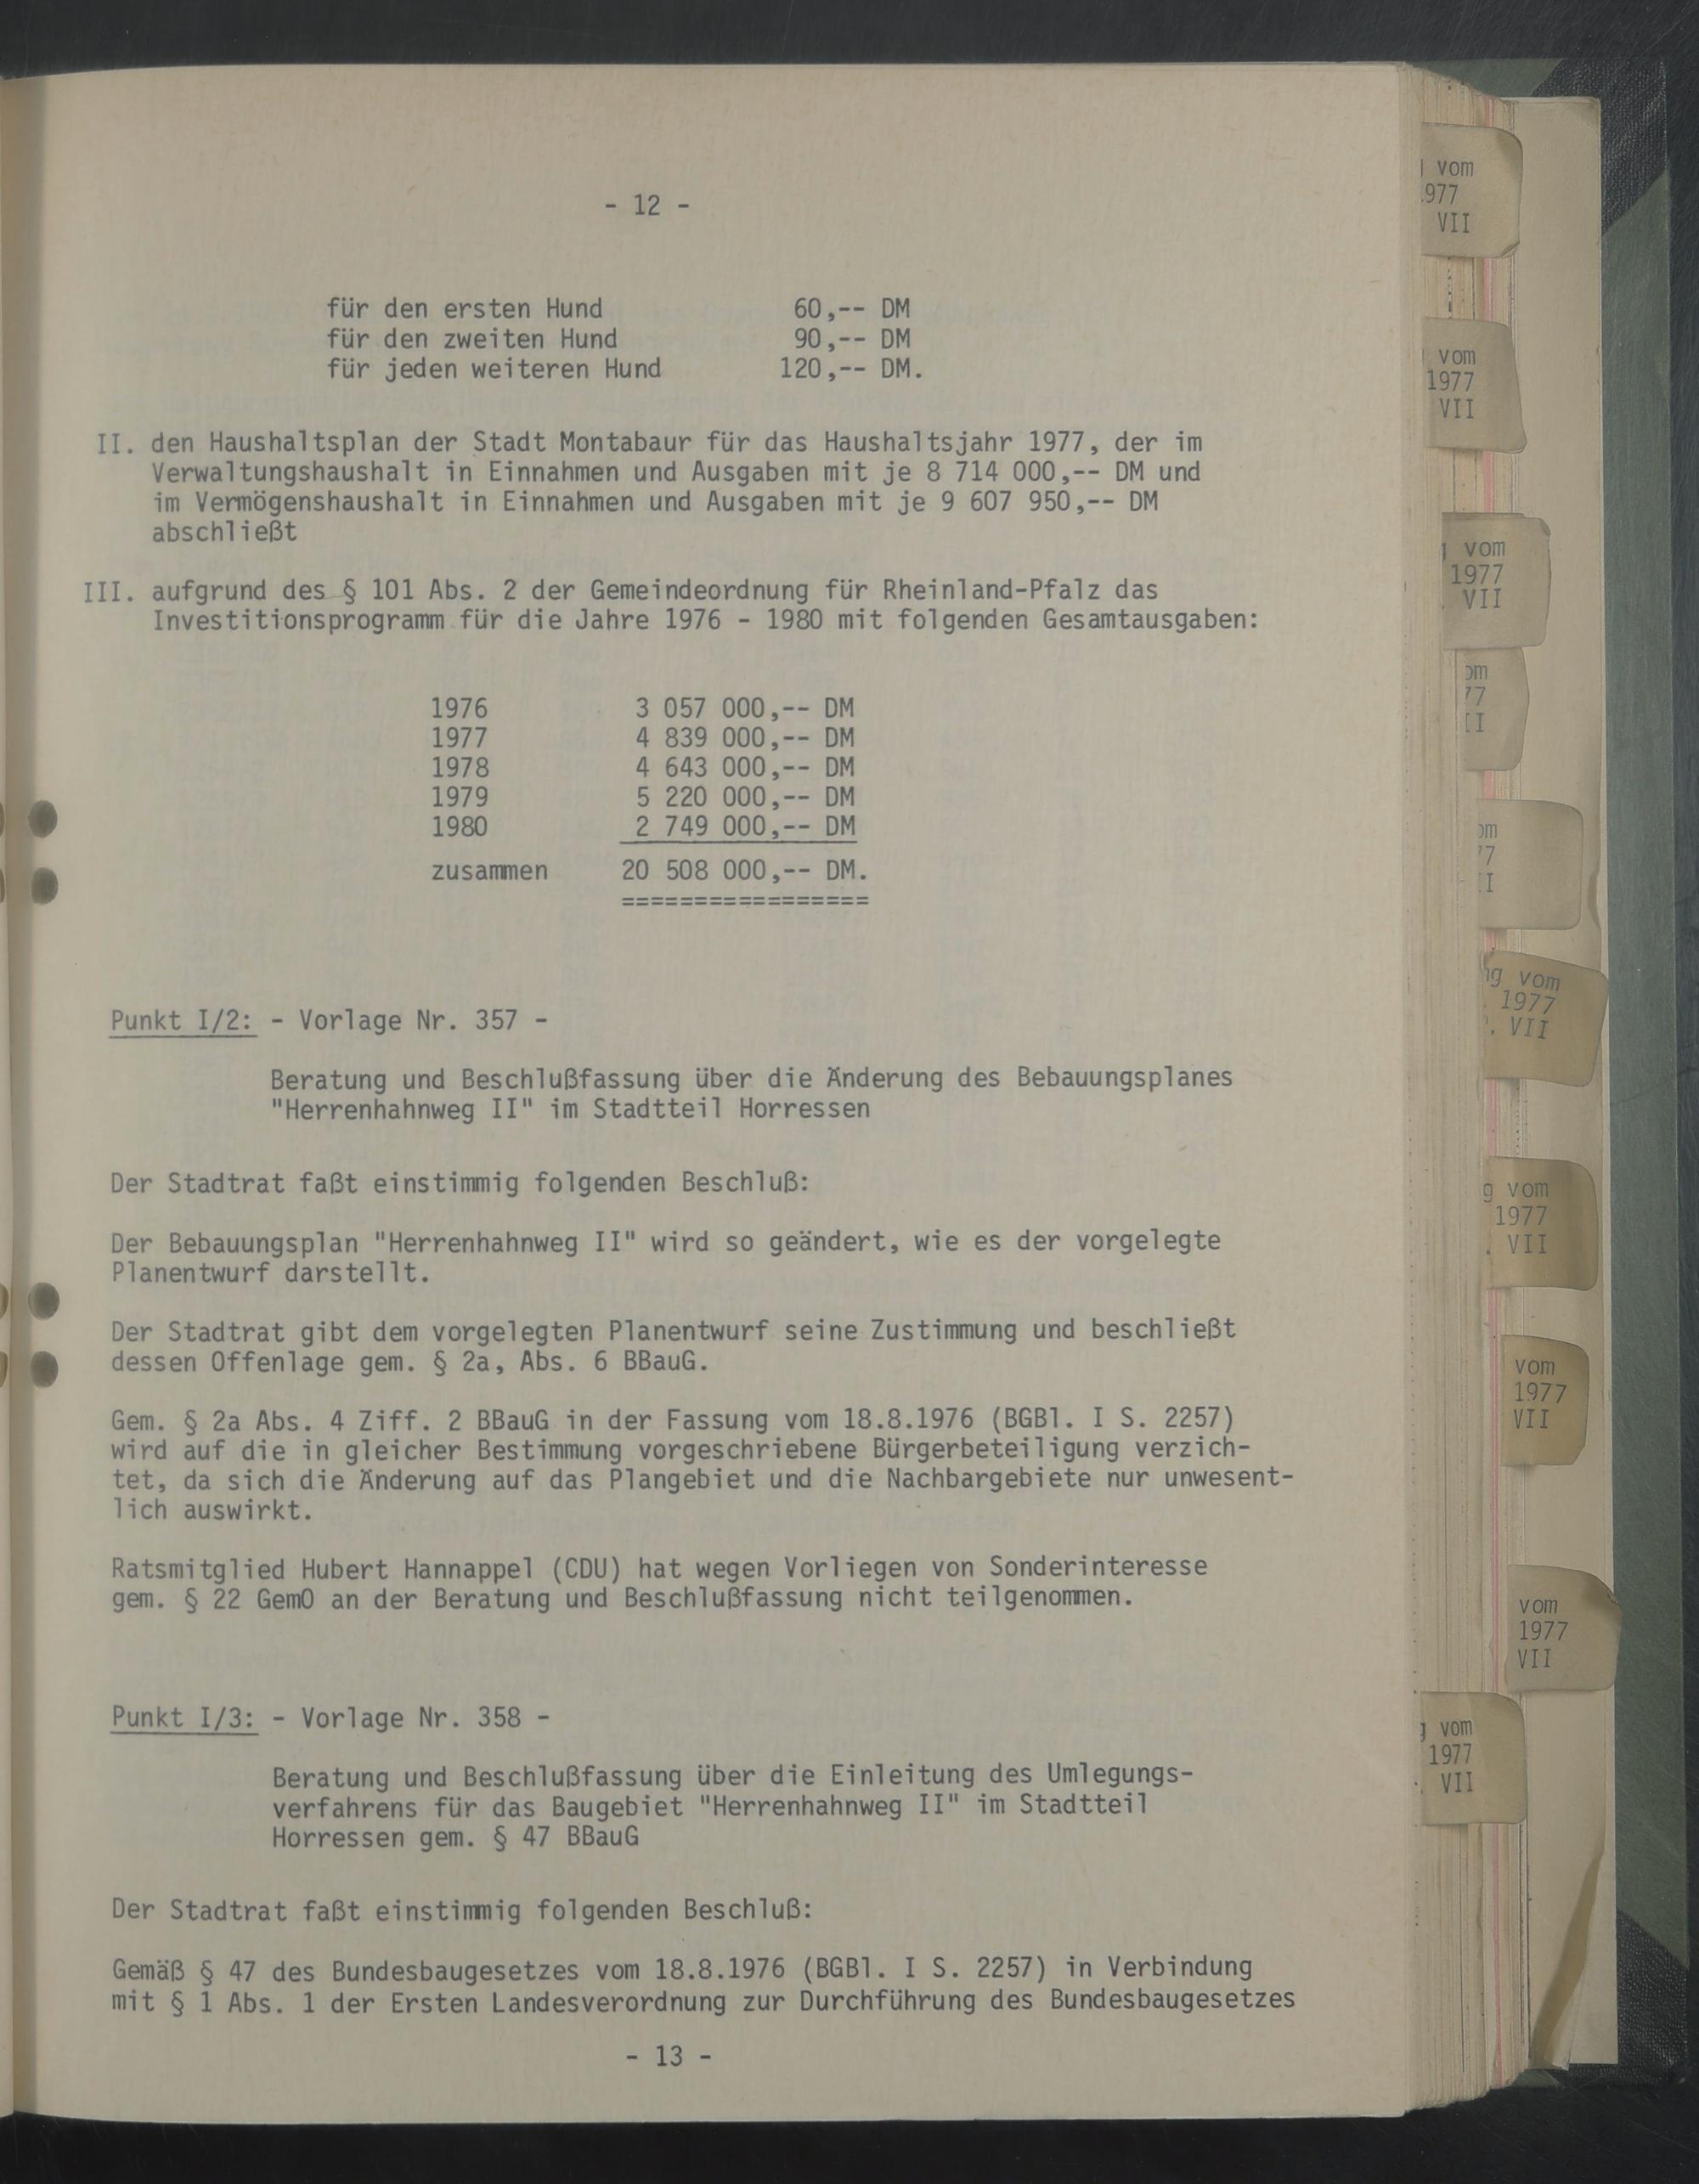 - 12 -
für den ersten Hund 60,-- DM
für den zweiten Hund 90,-- DM
für jeden weiteren Hund 120,-- DM.
II. den Haushaltsplan der Stadt Montabaur für das Haushaltsjahr 1977, der im
Verwaltungshaushalt in Einnahmen und Ausgaben mit je 8 714 000,-- DM und
im Vermögenshaushalt in Einnahmen und Ausgaben mit je 9 607 950,-- DM
abschließt
III. aufgrund des § 101 Abs. 2 der Gemeindeordnung für Rheinland-Pfalz das
Investitionsprogramm für die Jahre 1976 - 1980 mit folgenden Gesamtausgaben:
1976 3 057 000,-- DM
1977 4 839 000,-- DM
1978 4 643 000,-- DM
1979 5 220 000,-- DM
1980 2 749 000,-- DM
zusammen 20 508 000,-- DM.
=================
Punkt I/2: - Vorlage Nr. 357 -
Beratung und Beschlußfassung über die Änderung des Bebauungsplanes
"Herrenhahnweg II" im Stadtteil Horressen
Der Stadtrat faßt einstimmig folgenden Beschluß:
Der Bebauungsplan "Herrenhahnweg II" wird so geändert, wie es der vorgelegte
Planentwurf darstellt.
Der Stadtrat gibt dem vorgelegten Planentwurf seine Zustimmung und beschließt
dessen Offenlage gem. § 2a, Abs. 6 BBauG.
Gem. § 2a Abs. 4 Ziff. 2 BBauG in der Fassung vom 18.8.1976 (BGBl. I S. 2257)
wird auf die in gleicher Bestimmung vorgeschriebene Bürgerbeteiligung verzich-
tet, da sich die Änderung auf das Plangebiet und die Nachbargebiete nur unwesent-
lich auswirkt.
Ratsmitglied Hubert Hannappel (CDU) hat wegen Vorliegen von Sonderinteresse
gem. § 22 GemO an der Beratung und Beschlußfassung nicht teilgenommen.
Punkt I/3: - Vorlage Nr. 358 -
Beratung und Beschlußfassung über die Einleitung des Umlegungs-
verfahrens für das Baugebiet "Herrenhahnweg II" im Stadtteil
Horressen gem. § 47 BBauG
Der Stadtrat faßt einstimmig folgenden Beschluß:
Gemäß § 47 des Bundesbaugesetzes vom 18.8.1976 (BGBl. I S. 2257) in Verbindung
mit § 1 Abs. 1 der Ersten Landesverordnung zur Durchführung des Bundesbaugesetzes
- 13 -
vom
977
VII
vom
1977
VII
vom
1977
VII
vom
1977
VII
vom
1977
VII
vom
1977
VII
vom
1977
VII
vom
1977
VII